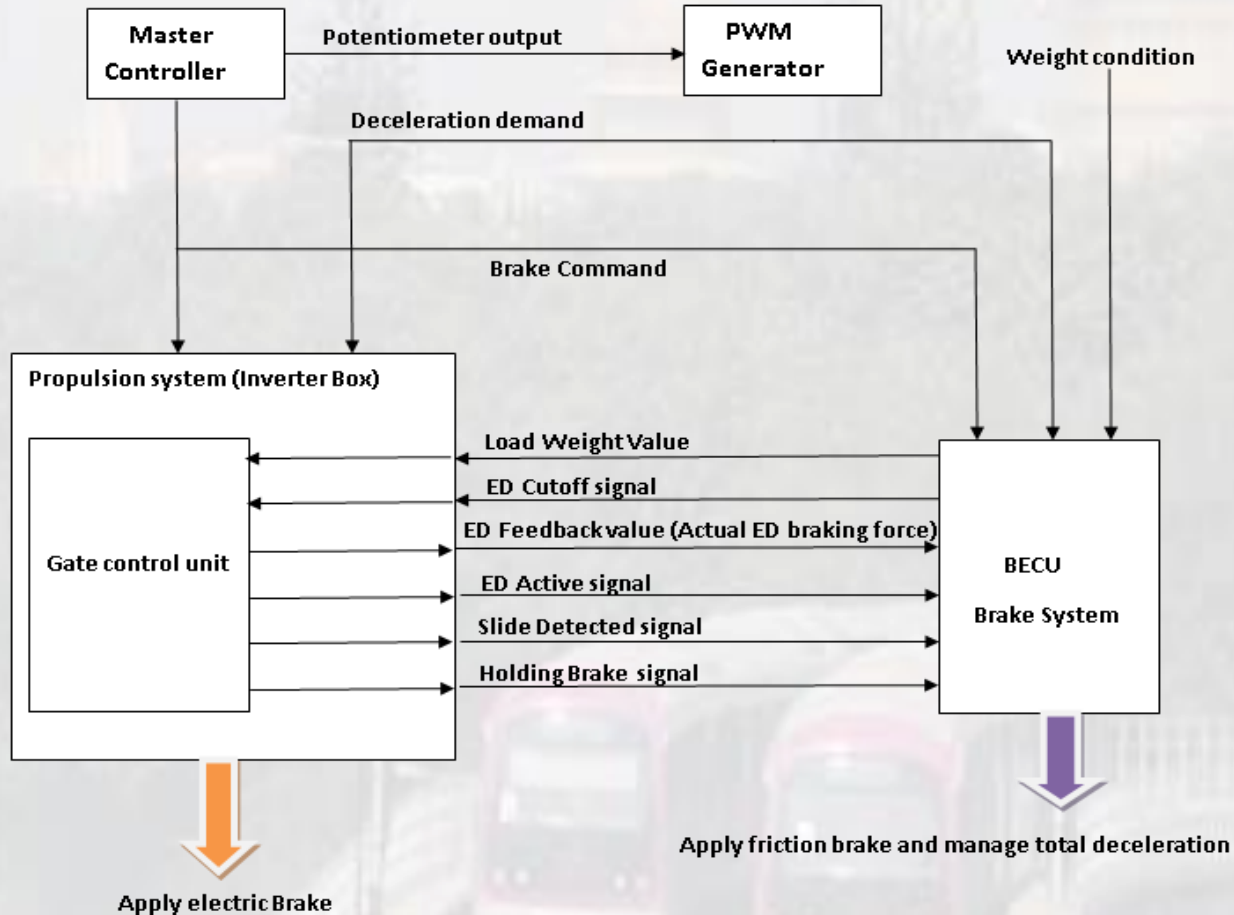 Master
Controller
Potentiometer output
PWM
Generator
Weight condition
Deceleration demand
Brake Command
Propulsion system (Inverter Box)
Load Weight Value
ED Cutoff signal
ED Feedback value (Actual ED braking force)
Gate control unit
ED Active signal
Slide Detected signal
Holding Brake signal
BECU
Brake System
Apply friction brake and manage total deceleration
Apply electric Brake